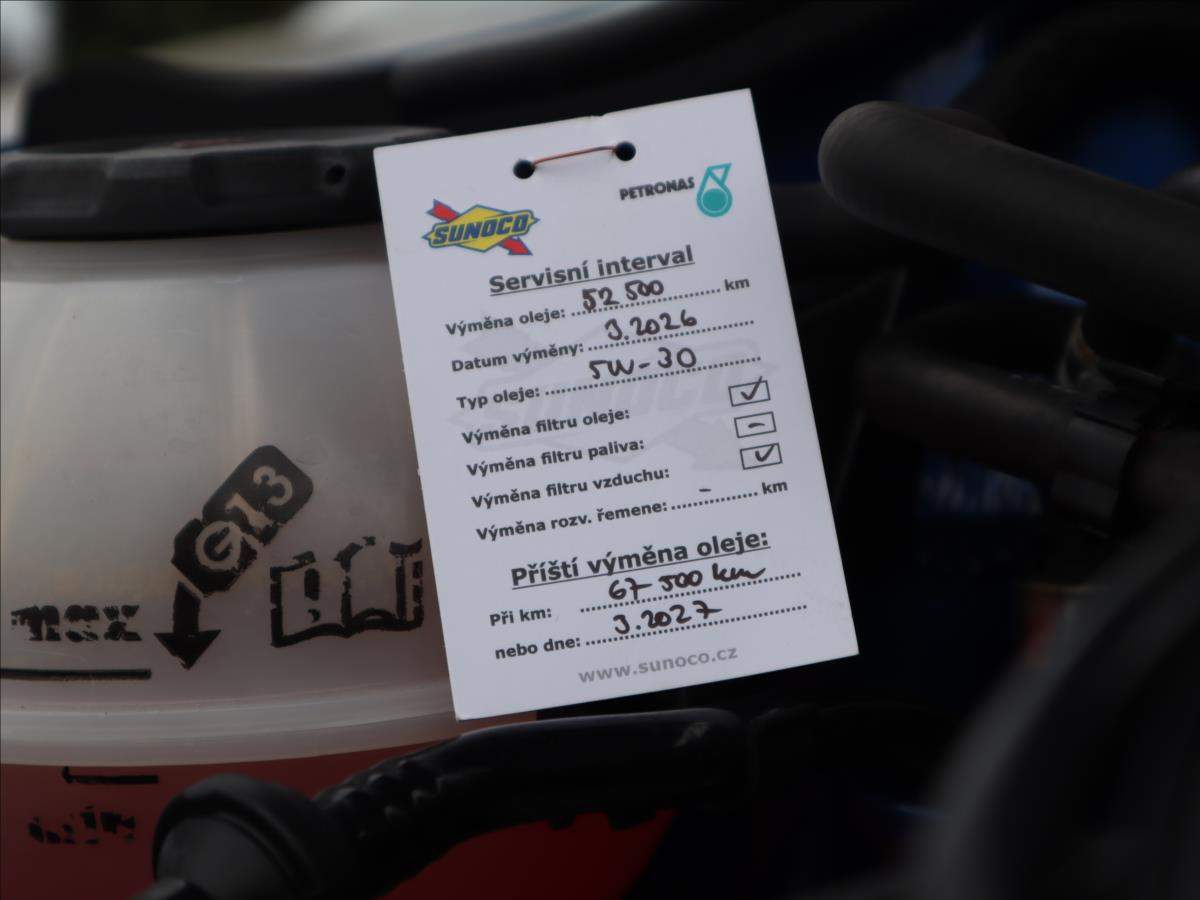 PETRONAS
SUNOCO
Servisní interval
Výměna oleje: 52 500 km
Datum výměny: 3.2026
Typ oleje: 5W-30
Výměna filtru oleje: ✓
Výměna filtru paliva: -
Výměna filtru vzduchu: ✓
Výměna rozv. řemene: - km
Příští výměna oleje:
Při km: 67 500 km
nebo dne: 3.2027
www.sunoco.cz
G13
max
min